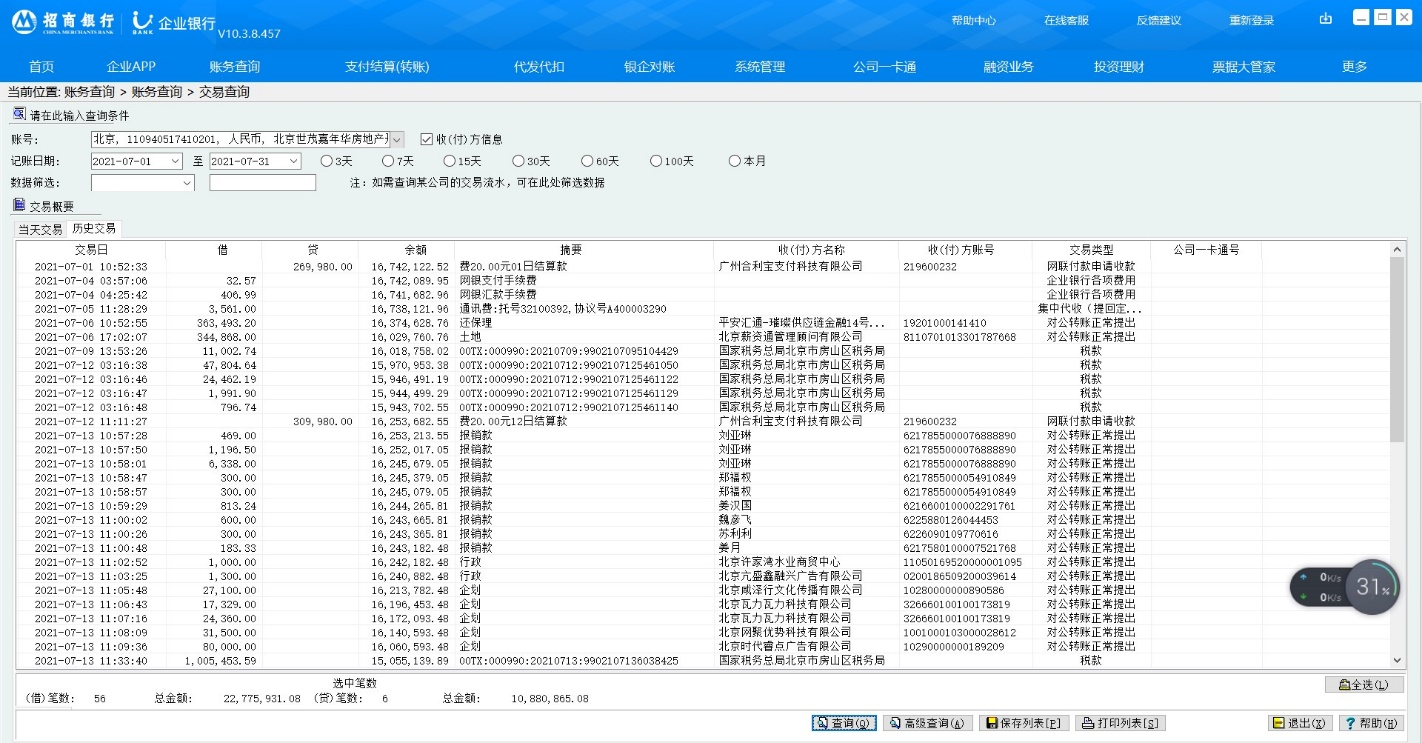 招商银行 CHINA MERCHANTS BANK U BANK 企业银行 V10.3.8.457 帮助中心 在线客服 反馈建议 重新登录
首页 企业APP 账务查询 支付结算(转账) 代发代扣 银企对账 系统管理 公司一卡通 融资业务 投资理财 票据大管家 更多
当前位置: 账务查询 > 账务查询 > 交易查询
请在此输入查询条件
账号: 北京, 110940517410201, 人民币, 北京世茂嘉年华房地产 收(付)方信息
记账日期: 2021-07-01 至 2021-07-31 3天 7天 15天 30天 60天 100天 本月
数据筛选: 注: 如需查询某公司的交易流水, 可在此处筛选数据
交易概要
当天交易 历史交易
交易日 借 贷 余额 摘要 收(付)方名称 收(付)方账号 交易类型 公司一卡通号
2021-07-01 10:52:33 269,980.00 16,742,122.52 费20.00元01日结算款 广州合利宝支付科技有限公司 219600232 网联付款申请收款
2021-07-04 03:57:06 32.57 16,742,089.95 网银支付手续费 企业银行各项费用
2021-07-04 04:25:42 406.99 16,741,682.96 网银汇款手续费 企业银行各项费用
2021-07-05 11:28:29 3,561.00 16,738,121.96 通讯费:托号32100392,协议号A400003290 集中代收（提回定...
2021-07-06 10:52:55 363,493.20 16,374,628.76 还保理 平安汇通-璀璨供应链金融14号... 19201000141410 对公转账正常提出
2021-07-06 17:02:07 344,868.00 16,029,760.76 土地 北京薪资通管理顾问有限公司 8110701013301787668 对公转账正常提出
2021-07-09 13:53:26 11,002.74 16,018,758.02 00TX:000990:20210709:9902107095104429 国家税务总局北京市房山区税务局 税款
2021-07-12 03:16:38 47,804.64 15,970,953.38 00TX:000990:20210712:9902107125461050 国家税务总局北京市房山区税务局 税款
2021-07-12 03:16:46 24,462.19 15,946,491.19 00TX:000990:20210712:9902107125461122 国家税务总局北京市房山区税务局 税款
2021-07-12 03:16:47 1,991.90 15,944,499.29 00TX:000990:20210712:9902107125461129 国家税务总局北京市房山区税务局 税款
2021-07-12 03:16:48 796.74 15,943,702.55 00TX:000990:20210712:9902107125461140 国家税务总局北京市房山区税务局 税款
2021-07-12 11:11:27 309,980.00 16,253,682.55 费20.00元12日结算款 广州合利宝支付科技有限公司 219600232 网联付款申请收款
2021-07-13 10:57:28 469.00 16,253,213.55 报销款 刘亚琳 6217855000076888890 对公转账正常提出
2021-07-13 10:57:50 1,196.50 16,252,017.05 报销款 刘亚琳 6217855000076888890 对公转账正常提出
2021-07-13 10:58:01 6,338.00 16,245,679.05 报销款 刘亚琳 6217855000076888890 对公转账正常提出
2021-07-13 10:58:47 300.00 16,245,379.05 报销款 郑福权 6217855000054910849 对公转账正常提出
2021-07-13 10:58:57 300.00 16,245,079.05 报销款 郑福权 6217855000054910849 对公转账正常提出
2021-07-13 10:59:29 813.24 16,244,265.81 报销款 姜汉国 6216600100002291761 对公转账正常提出
2021-07-13 11:00:02 600.00 16,243,665.81 报销款 魏彦飞 6225880126044453 对公转账正常提出
2021-07-13 11:00:26 300.00 16,243,365.81 报销款 苏利利 6226090109770616 对公转账正常提出
2021-07-13 11:00:48 183.33 16,243,182.48 报销款 姜月 6217580100007521768 对公转账正常提出
2021-07-13 11:02:52 1,000.00 16,242,182.48 行政 北京许家湾水业商贸中心 11050169520000001095 对公转账正常提出
2021-07-13 11:03:25 1,300.00 16,240,882.48 行政 北京亢盛鑫融兴广告有限公司 0200186509200039614 对公转账正常提出
2021-07-13 11:05:48 27,100.00 16,213,782.48 企划 北京威泽行文化传播有限公司 10280000000890586 对公转账正常提出
2021-07-13 11:06:43 17,329.00 16,196,453.48 企划 北京瓦力瓦力科技有限公司 326660100100173819 对公转账正常提出
2021-07-13 11:07:16 24,360.00 16,172,093.48 企划 北京瓦力瓦力科技有限公司 326660100100173819 对公转账正常提出
2021-07-13 11:08:09 31,500.00 16,140,593.48 企划 北京网聚优势科技有限公司 1001000103000028612 对公转账正常提出
2021-07-13 11:09:36 80,000.00 16,060,593.48 企划 北京时代睿点广告有限公司 10290000000189209 对公转账正常提出
2021-07-13 11:33:40 1,005,453.59 15,055,139.89 00TX:000990:20210713:9902107136038425 国家税务总局北京市房山区税务局 税款
0K/s 0K/s 31%
选中笔数 全选(L)
(借)笔数: 56 总金额: 22,775,931.08 (贷)笔数: 6 总金额: 10,880,865.08
查询(Q) 高级查询(A) 保存列表[P] 打印列表[S] 退出(X) 帮助(H)